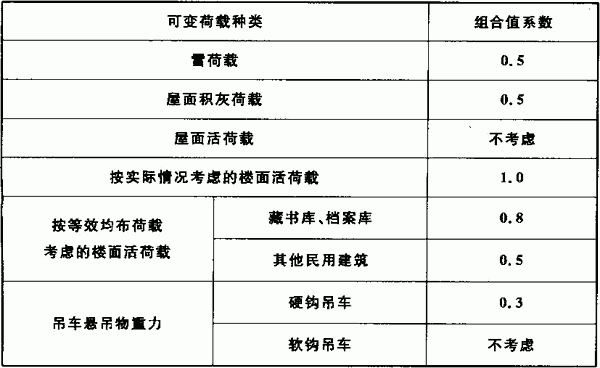 可变荷载种类 组合值系数
雪荷载 0.5
屋面积灰荷载 0.5
屋面活荷载 不考虑
按实际情况考虑的楼面活荷载 1.0
按等效均布荷载
考虑的楼面活荷载
藏书库、档案库 0.8
其他民用建筑 0.5
吊车悬吊物重力
硬钩吊车 0.3
软钩吊车 不考虑